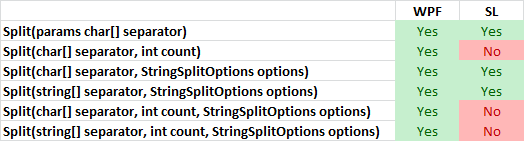 WPF SL
Split(params char[] separator) Yes Yes
Split(char[] separator, int count) Yes No
Split(char[] separator, StringSplitOptions options) Yes Yes
Split(string[] separator, StringSplitOptions options) Yes Yes
Split(char[] separator, int count, StringSplitOptions options) Yes No
Split(string[] separator, int count, StringSplitOptions options) Yes No